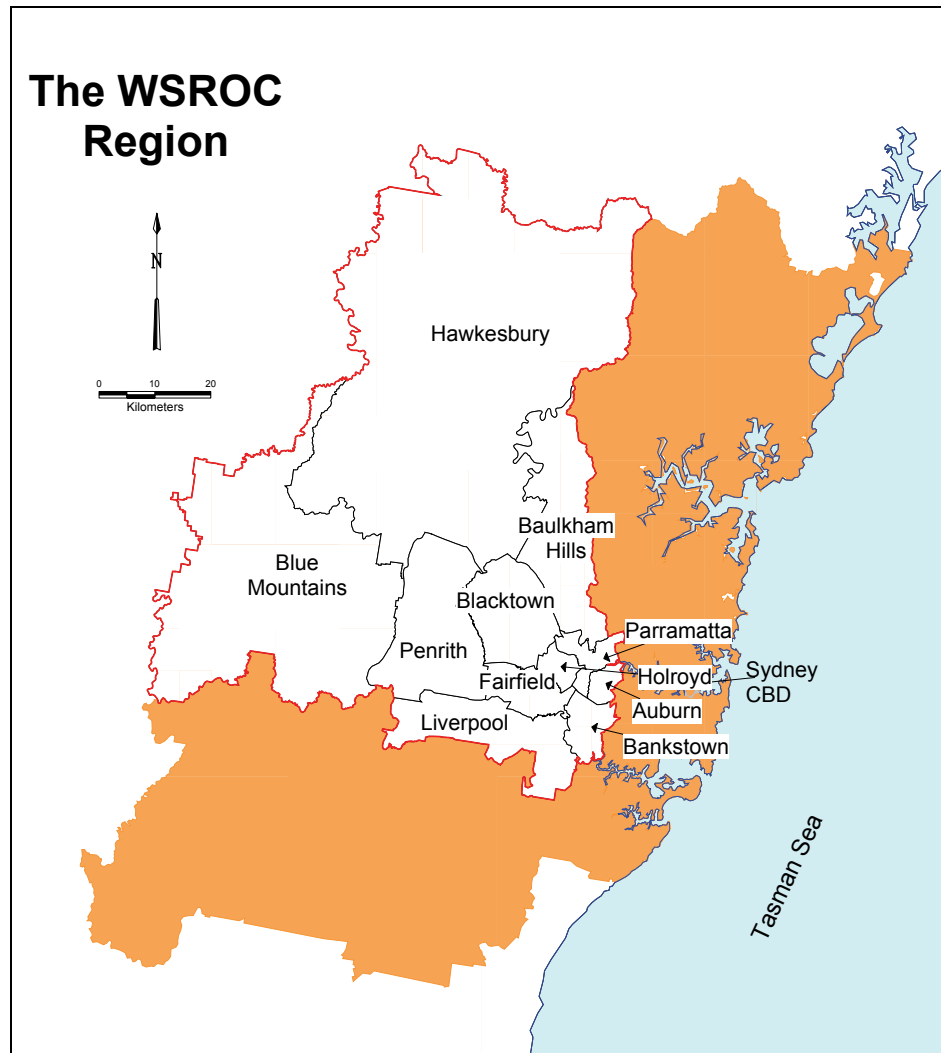 The WSROC
Region
N
0 10 20
Kilometers
Hawkesbury
Baulkham
Hills
Blue
Mountains
Blacktown
Parramatta
Penrith
Holroyd
Sydney
CBD
Fairfield
Auburn
Liverpool
Bankstown
Tasman Sea